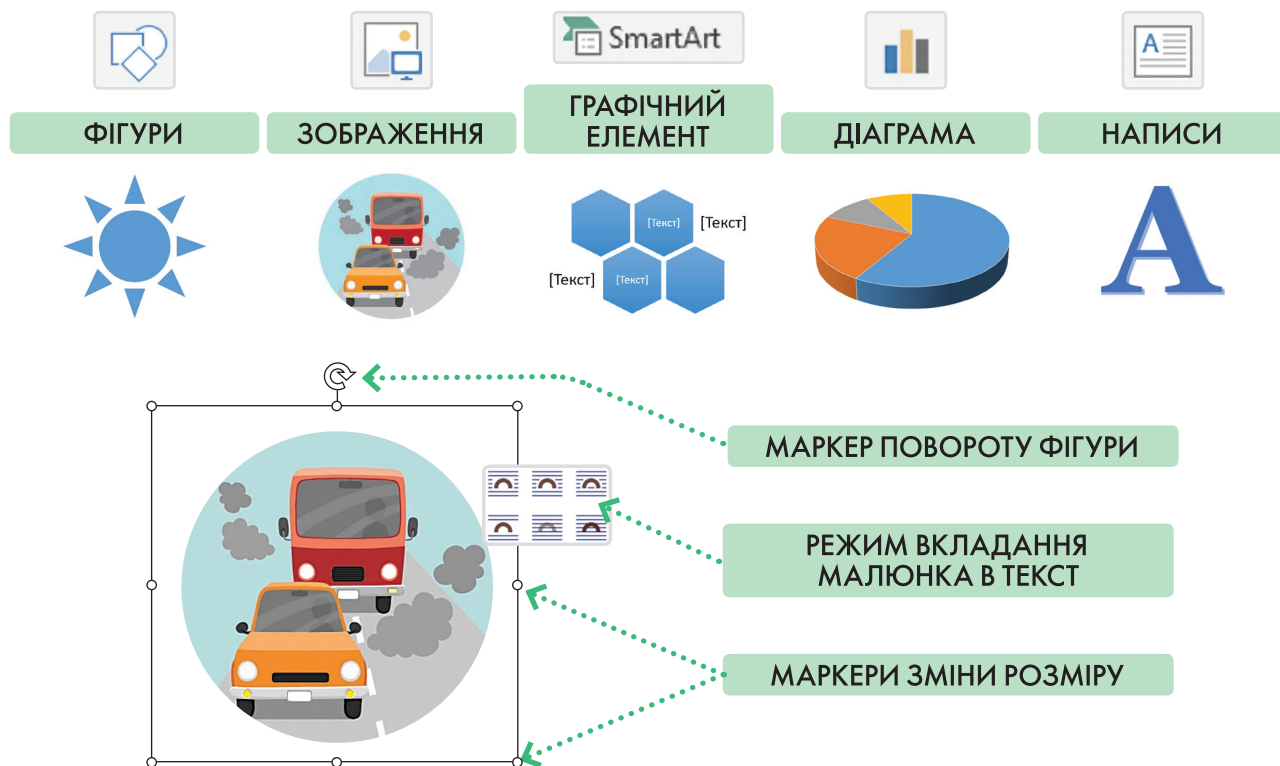 SmartArt
ФІГУРИ
ЗОБРАЖЕННЯ
ГРАФІЧНИЙ
ЕЛЕМЕНТ
ДІАГРАМА
НАПИСИ
A
[Текст]
[Текст]
[Текст]
[Текст]
A
МАРКЕР ПОВОРОТУ ФІГУРИ
РЕЖИМ ВКЛАДАННЯ
МАЛЮНКА В ТЕКСТ
МАРКЕРИ ЗМІНИ РОЗМІРУ